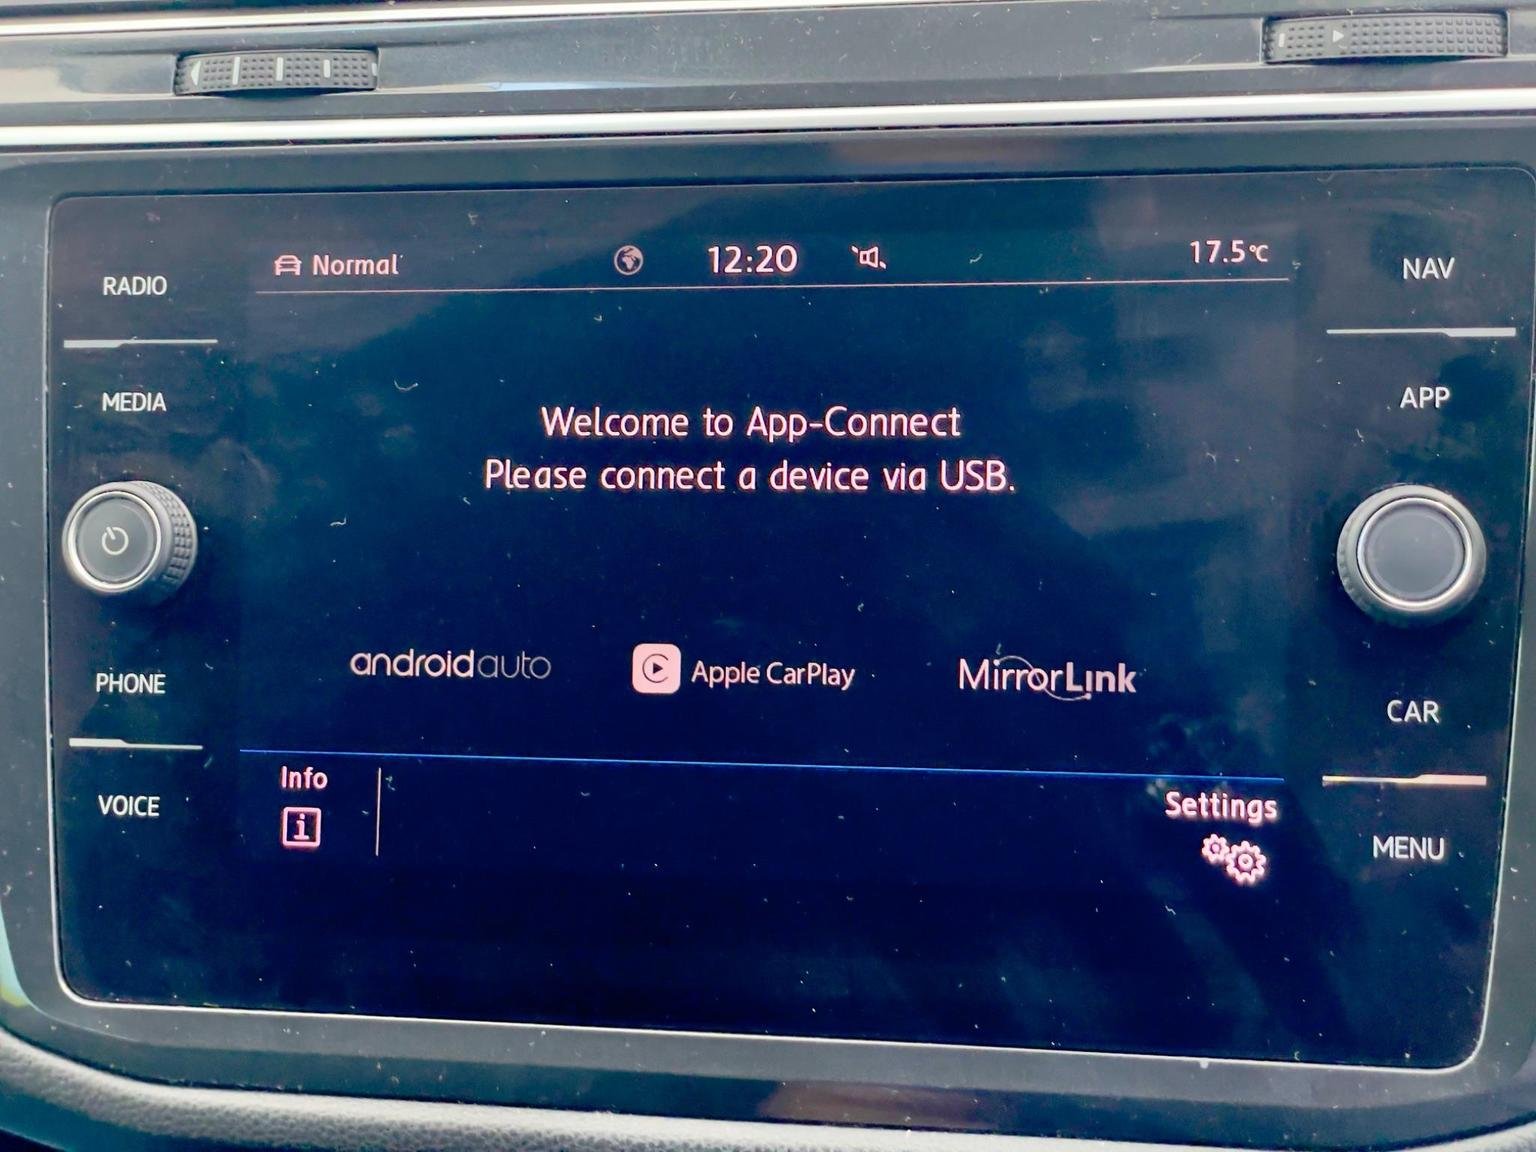 Normal
12:20
17.5°C
RADIO
MEDIA
PHONE
VOICE
Welcome to App-Connect
Please connect a device via USB.
androidauto
Apple CarPlay
MirrorLink
Info
i
Settings
NAV
APP
CAR
MENU